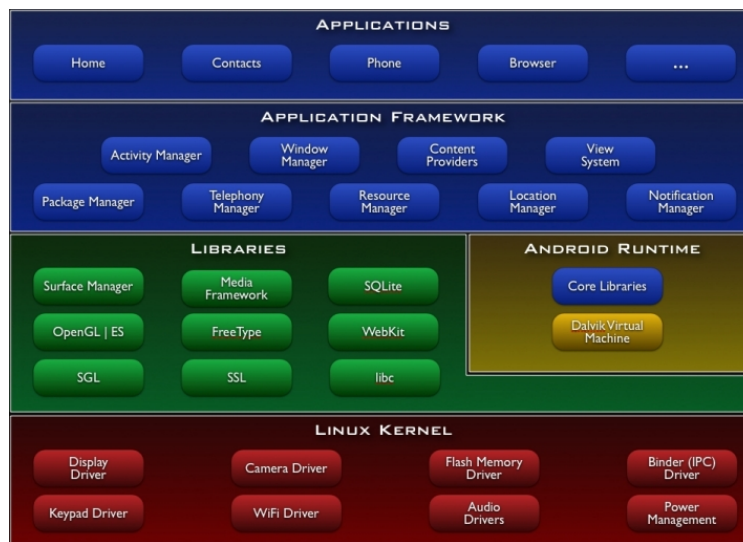 APPLICATIONS
Home
Contacts
Phone
Browser
...
APPLICATION FRAMEWORK
Activity Manager
Window
Manager
Content
Providers
View
System
Package Manager
Telephony
Manager
Resource
Manager
Location
Manager
Notification
Manager
LIBRARIES
Surface Manager
Media
Framework
SQLite
OpenGL | ES
FreeType
WebKit
SGL
SSL
libc
ANDROID RUNTIME
Core Libraries
Dalvik Virtual
Machine
LINUX KERNEL
Display
Driver
Camera Driver
Flash Memory
Driver
Binder (IPC)
Driver
Keypad Driver
WiFi Driver
Audio
Drivers
Power
Management